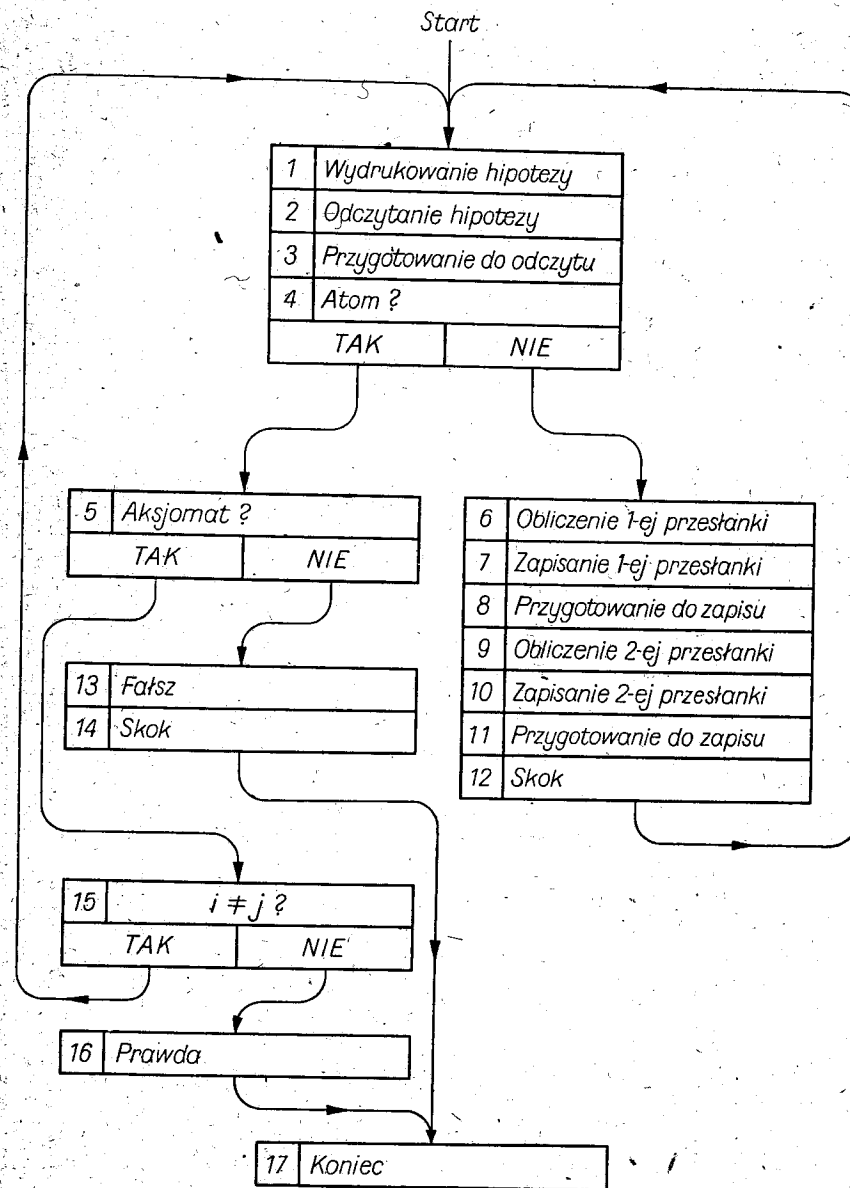 Start
1 Wydrukowanie hipotezy
2 Odczytanie hipotezy
3 Przygotowanie do odczytu
4 Atom ?
TAK NIE
5 Aksjomat ?
TAK NIE
13 Fałsz
14 Skok
6 Obliczenie 1-ej przesłanki
7 Zapisanie 1-ej przesłanki
8 Przygotowanie do zapisu
9 Obliczenie 2-ej przesłanki
10 Zapisanie 2-ej przesłanki
11 Przygotowanie do zapisu
12 Skok
15 i ≠ j ?
TAK NIE
16 Prawda
17 Koniec